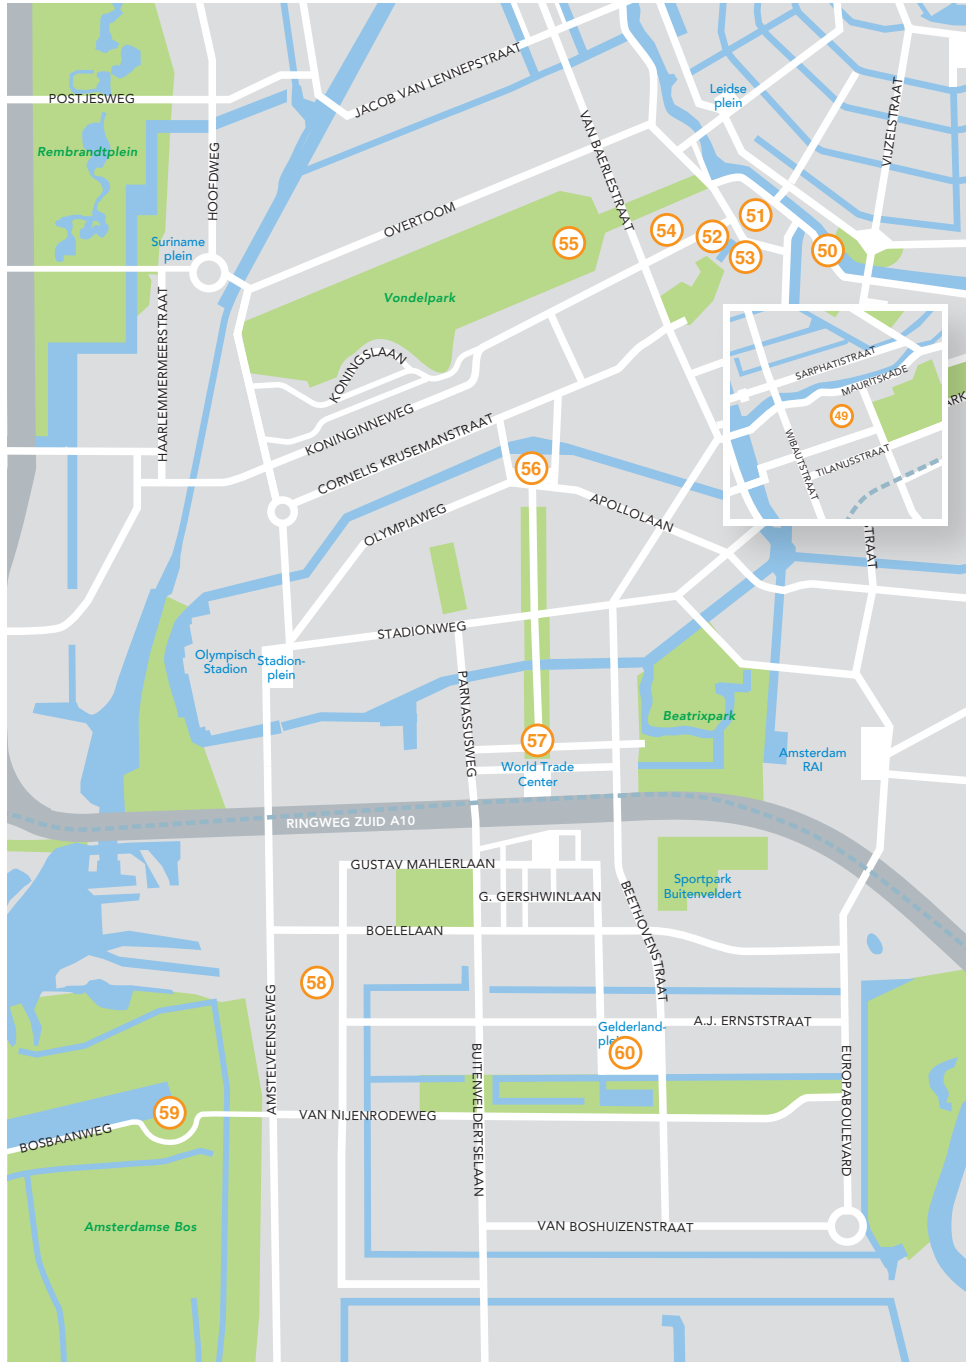 JACOB VAN LENNEPSTRAAT
Leidse
plein
POSTJESWEG
VIJZELSTRAAT
VAN BAERLESTRAAT
Rembrandtplein
HOOFDWEG
OVERTOOM
51
54
52
55
50
53
Suriname
plein
Vondelpark
HAARLEMMERMEERSTRAAT
KONINGSLAAN
SARPHATISTRAAT
MAURITSKADE
49
WIBAUTSTRAAT
TILANUSSTRAAT
ARK
KONINGINNEWEG
CORNELIS KRUSEMANSTRAAT
56
OLYMPIAWEG
APOLLOLAAN
TRAAT
STADIONWEG
Olympisch
Stadion
Stadion-
plein
PARNASSUSWEG
Beatrixpark
57
World Trade
Center
Amsterdam
RAI
RINGWEG ZUID A10
GUSTAV MAHLERLAAN
Sportpark
Buitenveldert
G. GERSHWINLAAN
BEETHOVENSTRAAT
BOELELAAN
58
AMSTELVEENSEWEG
A.J. ERNSTSTRAAT
Gelderland-
plein
60
BUITENVELDERTSELAAN
EUROPABOULEVARD
59
VAN NIJENRODEWEG
BOSBAANWEG
Amsterdamse Bos
VAN BOSHUIZENSTRAAT